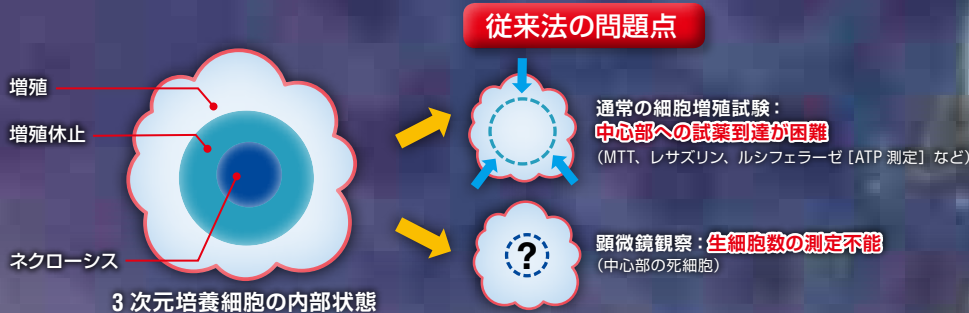 従来法の問題点
増殖
増殖休止
ネクローシス
3 次元培養細胞の内部状態
通常の細胞増殖試験:
中心部への試薬到達が困難
(MTT、レサズリン、ルシフェラーゼ [ATP 測定] など)
?
顕微鏡観察:生細胞数の測定不能
(中心部の死細胞)